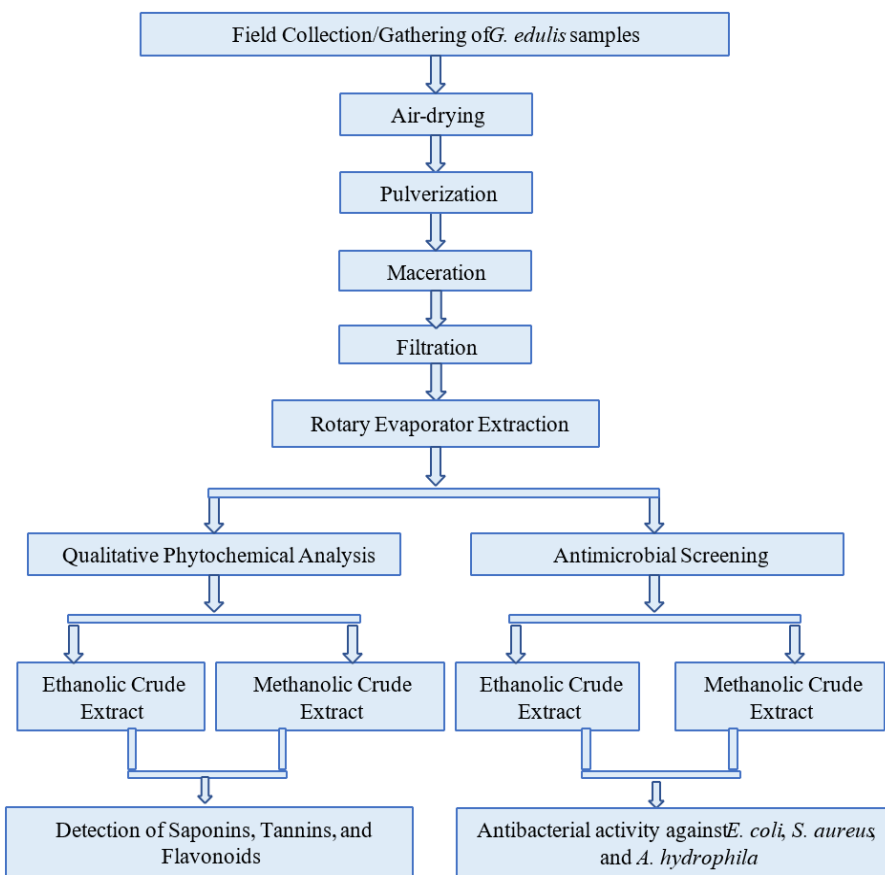 Field Collection/Gathering of G. edulis samples
Air-drying
Pulverization
Maceration
Filtration
Rotary Evaporator Extraction
Qualitative Phytochemical Analysis
Antimicrobial Screening
Ethanolic Crude
Extract
Methanolic Crude
Extract
Ethanolic Crude
Extract
Methanolic Crude
Extract
Detection of Saponins, Tannins, and
Flavonoids
Antibacterial activity against E. coli, S. aureus,
and A. hydrophila